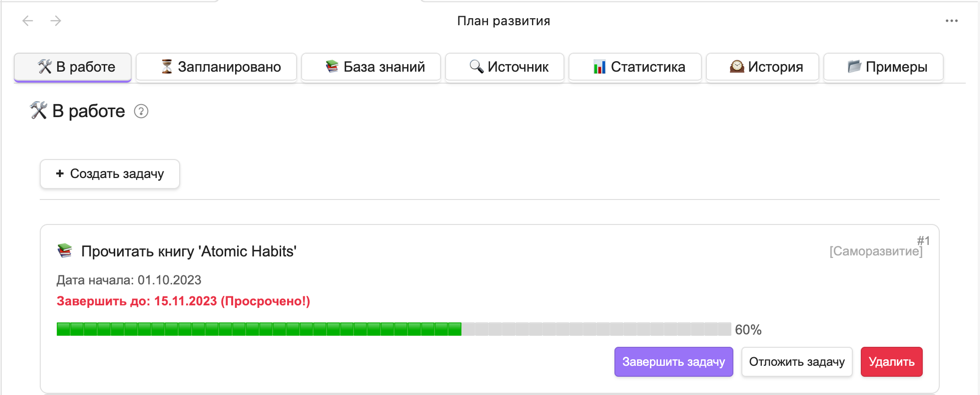 План развития
🛠 В работе ⏳ Запланировано 📚 База знаний 🔍 Источник 📊 Статистика 🕰 История 📂 Примеры
🛠 В работе ?
+ Создать задачу
#1
📚 Прочитать книгу 'Atomic Habits' [Саморазвитие]
Дата начала: 01.10.2023
Завершить до: 15.11.2023 (Просрочено!)
60%
Завершить задачу Отложить задачу Удалить